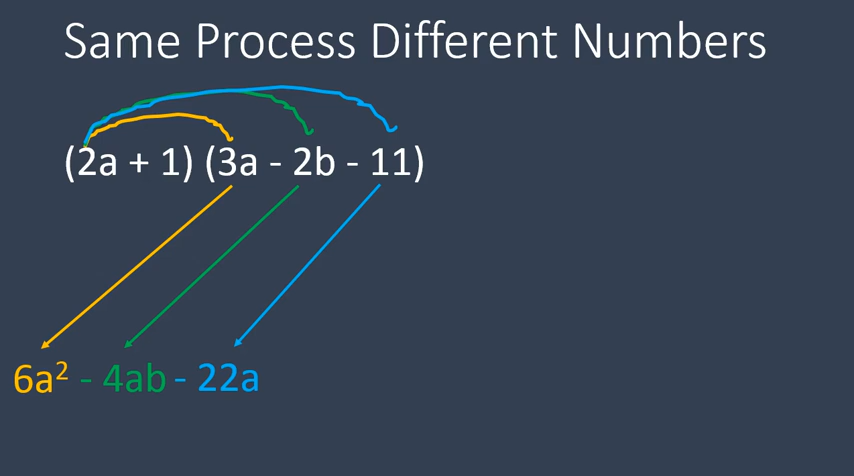 Same Process Different Numbers
(2a + 1) (3a - 2b - 11)
6a² - 4ab - 22a